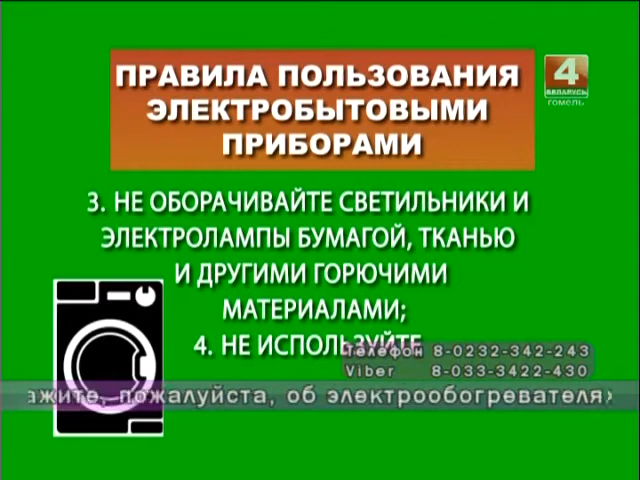 ПРАВИЛА ПОЛЬЗОВАНИЯ
ЭЛЕКТРОБЫТОВЫМИ
ПРИБОРАМИ
4
БЕЛАРУСЬ
ГОМЕЛЬ
3. НЕ ОБОРАЧИВАЙТЕ СВЕТИЛЬНИКИ И
ЭЛЕКТРОЛАМПЫ БУМАГОЙ, ТКАНЬЮ
И ДРУГИМИ ГОРЮЧИМИ
МАТЕРИАЛАМИ;
4. НЕ ИСПОЛЬЗУЙТЕ
Телефон 8-0232-342-243
Viber 8-033-3422-430
ажите, пожалуйста, об электрообогревателях